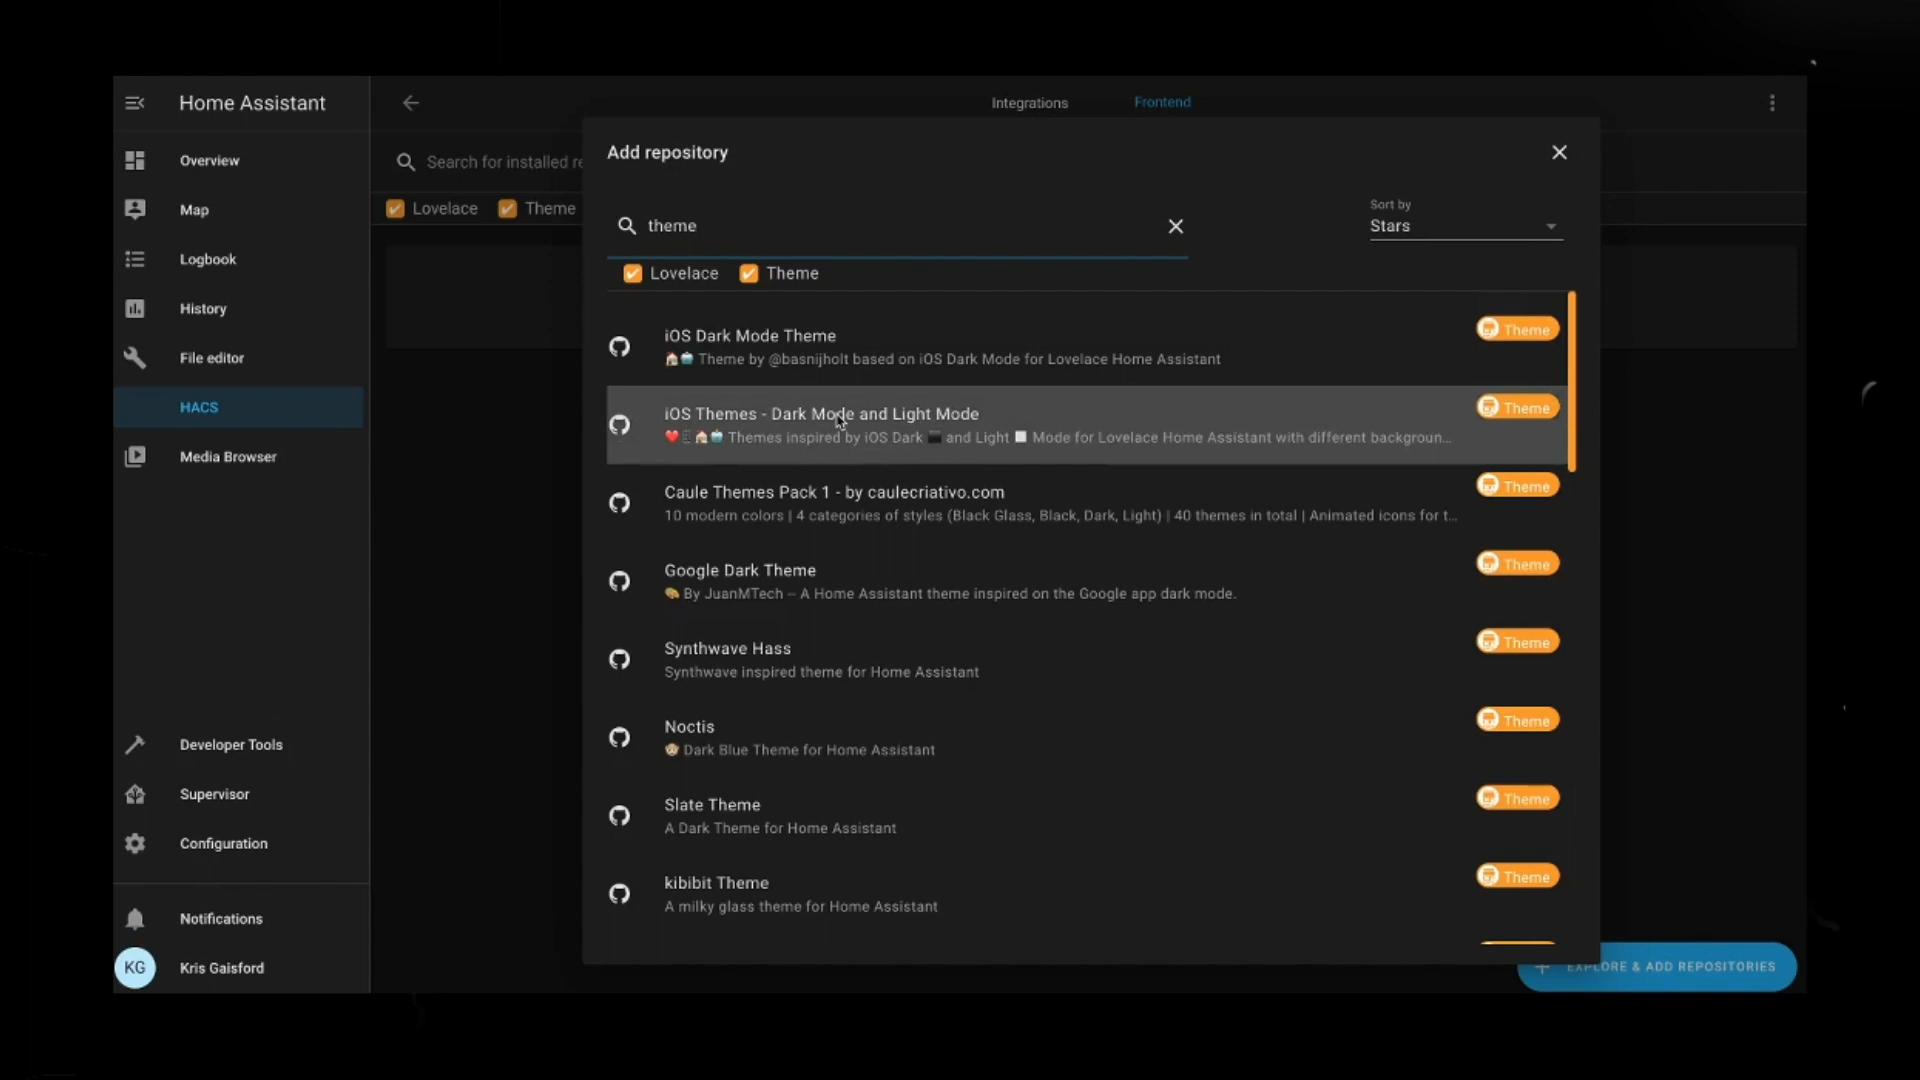 Home Assistant
Overview
Map
Logbook
History
File editor
HACS
Media Browser
Developer Tools
Supervisor
Configuration
Notifications
KG
Kris Gaisford
Integrations
Frontend
Search for installed re
Lovelace
Theme
Add repository
theme
Sort by
Stars
Lovelace
Theme
iOS Dark Mode Theme
Theme by @basnijholt based on iOS Dark Mode for Lovelace Home Assistant
Theme
iOS Themes - Dark Mode and Light Mode
Themes inspired by iOS Dark and Light Mode for Lovelace Home Assistant with different backgroun...
Theme
Caule Themes Pack 1 - by caulecriativo.com
10 modern colors | 4 categories of styles (Black Glass, Black, Dark, Light) | 40 themes in total | Animated icons for t...
Theme
Google Dark Theme
By JuanMTech – A Home Assistant theme inspired on the Google app dark mode.
Theme
Synthwave Hass
Synthwave inspired theme for Home Assistant
Theme
Noctis
Dark Blue Theme for Home Assistant
Theme
Slate Theme
A Dark Theme for Home Assistant
Theme
kibibit Theme
A milky glass theme for Home Assistant
Theme
EXPLORE & ADD REPOSITORIES